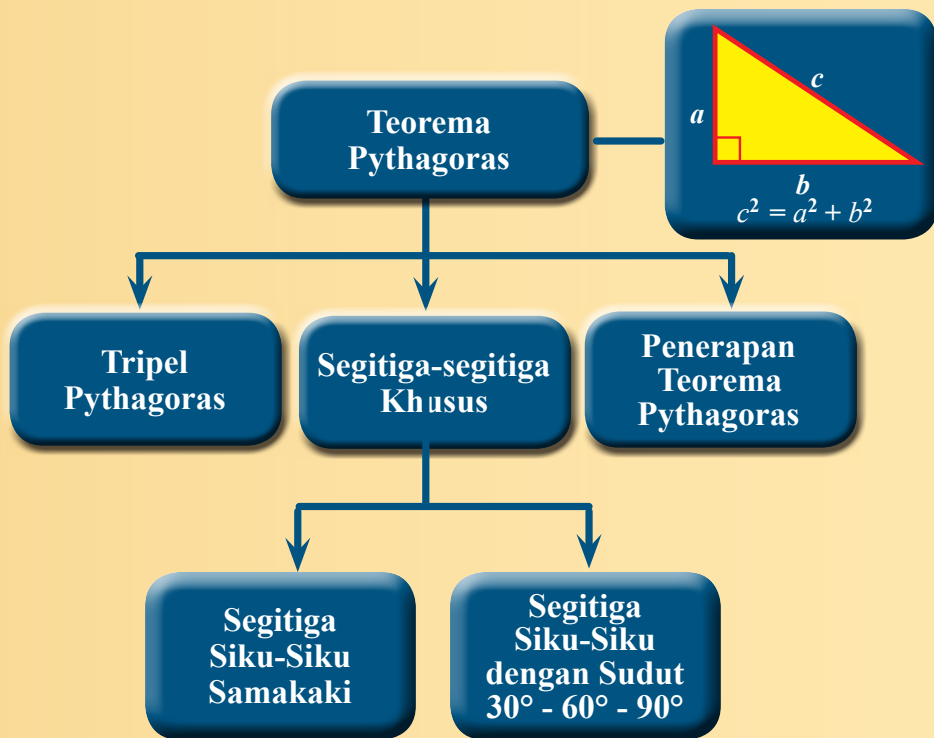 Teorema
Pythagoras
a
c
b
c² = a² + b²
Tripel
Pythagoras
Segitiga-segitiga
Khusus
Penerapan
Teorema
Pythagoras
Segitiga
Siku-Siku
Samakaki
Segitiga
Siku-Siku
dengan Sudut
30° - 60° - 90°